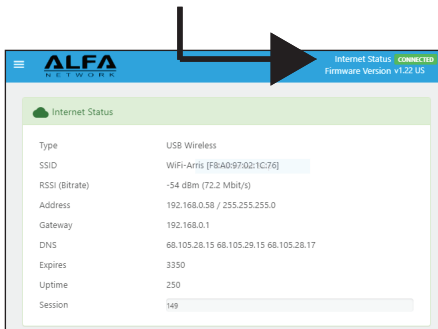 ALFA
NETWORK
Internet Status CONNECTED
Firmware Version v1.22 US
Internet Status
Type USB Wireless
SSID WiFi-Arris [F8:A0:97:02:1C:76]
RSSI (Bitrate) -54 dBm (72.2 Mbit/s)
Address 192.168.0.58 / 255.255.255.0
Gateway 192.168.0.1
DNS 68.105.28.15 68.105.29.15 68.105.28.17
Expires 3350
Uptime 250
Session 149